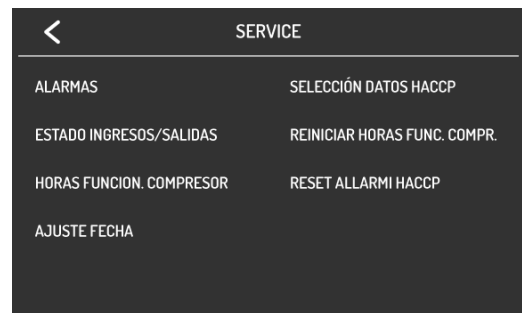 SERVICE
ALARMAS
SELECCIÓN DATOS HACCP
ESTADO INGRESOS/SALIDAS
REINICIAR HORAS FUNC. COMPR.
HORAS FUNCION. COMPRESOR
RESET ALLARMI HACCP
AJUSTE FECHA